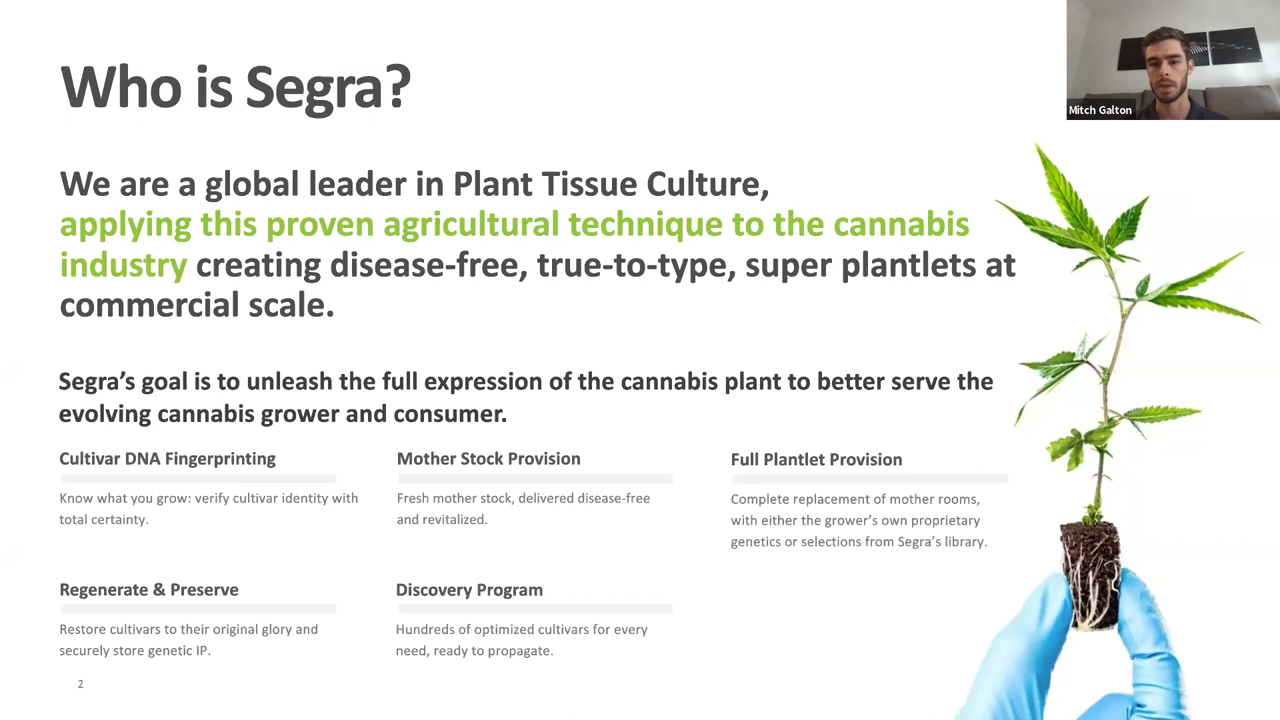 Who is Segra?
Mitch Galton
We are a global leader in Plant Tissue Culture,
applying this proven agricultural technique to the cannabis
industry creating disease-free, true-to-type, super plantlets at
commercial scale.
Segra’s goal is to unleash the full expression of the cannabis plant to better serve the
evolving cannabis grower and consumer.
Cultivar DNA Fingerprinting
Know what you grow: verify cultivar identity with
total certainty.
Mother Stock Provision
Fresh mother stock, delivered disease-free
and revitalized.
Full Plantlet Provision
Complete replacement of mother rooms,
with either the grower’s own proprietary
genetics or selections from Segra’s library.
Regenerate & Preserve
Restore cultivars to their original glory and
securely store genetic IP.
Discovery Program
Hundreds of optimized cultivars for every
need, ready to propagate.
2